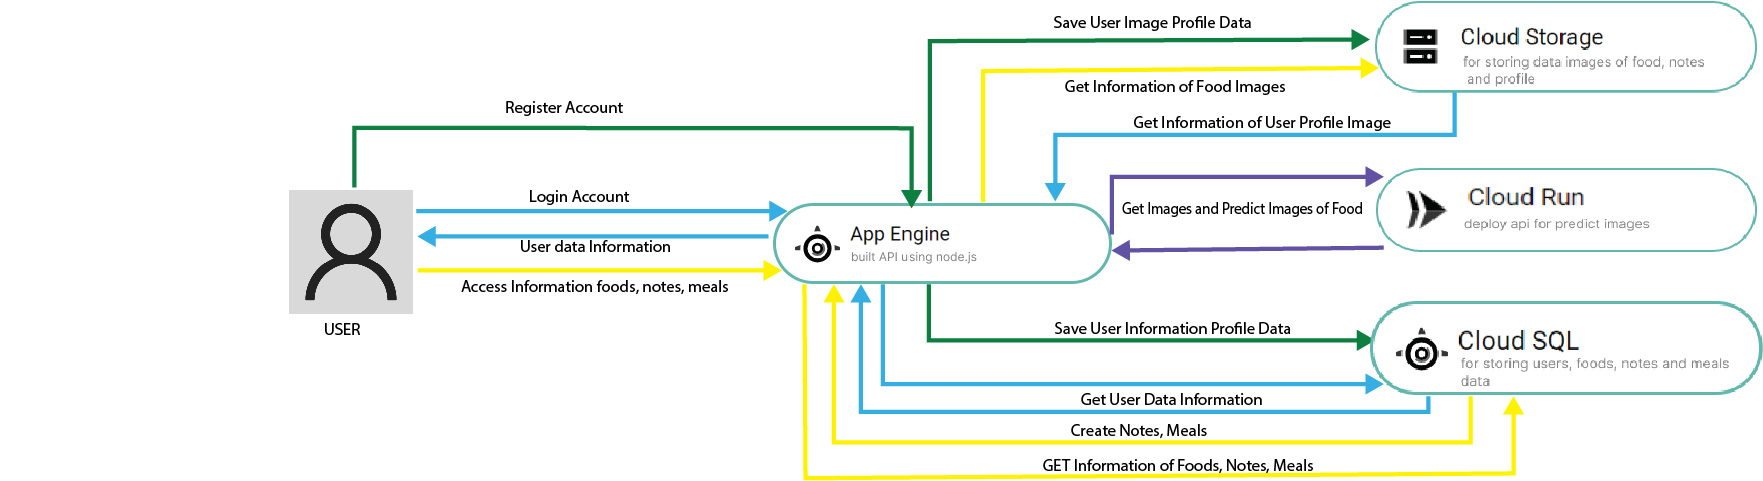 Save User Image Profile Data
Cloud Storage
for storing data images of food, notes
and profile
Get Information of Food Images
Register Account
Get Information of User Profile Image
Login Account
Cloud Run
deploy api for predict images
Get Images and Predict Images of Food
User data Information
App Engine
built API using node.js
Access Information foods, notes, meals
USER
Save User Information Profile Data
Cloud SQL
for storing users, foods, notes and meals
data
Get User Data Information
Create Notes, Meals
GET Information of Foods, Notes, Meals